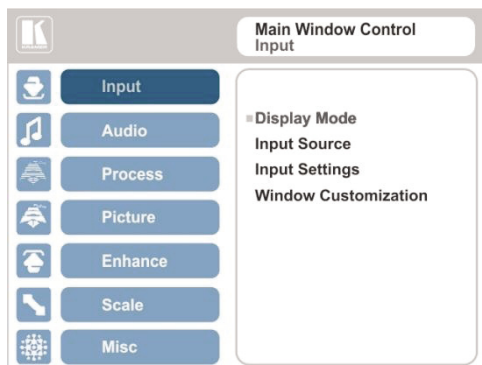 Main Window Control
Input
Input
Audio
Process
Picture
Enhance
Scale
Misc
Display Mode
Input Source
Input Settings
Window Customization